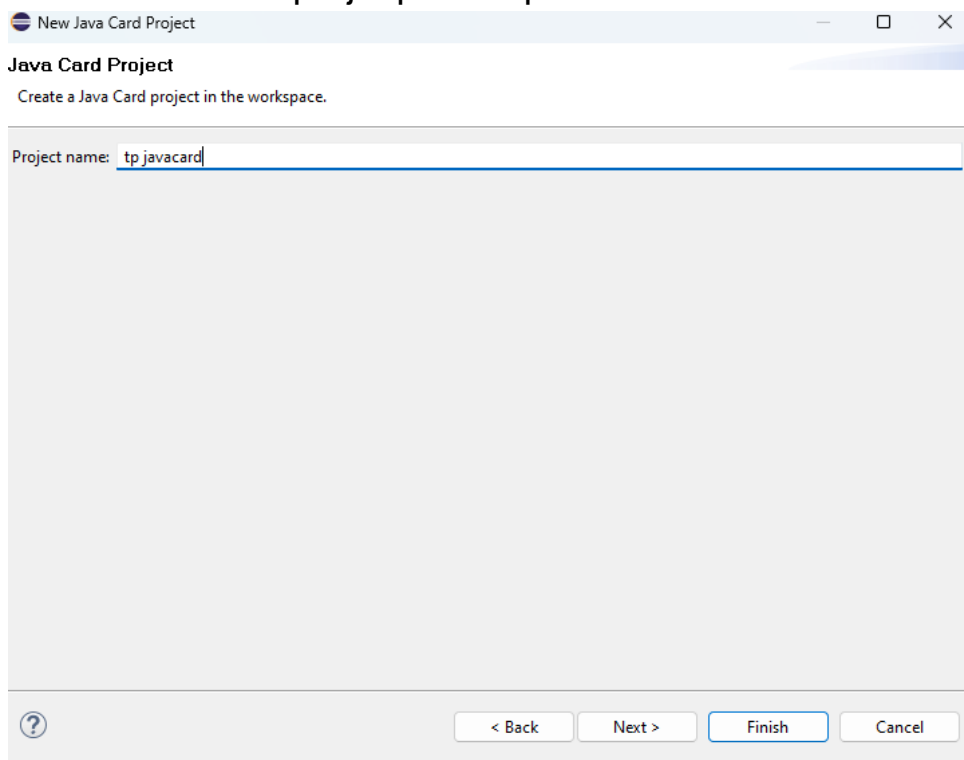 New Java Card Project
Java Card Project
Create a Java Card project in the workspace.
Project name: tp javacard
< Back Next > Finish Cancel